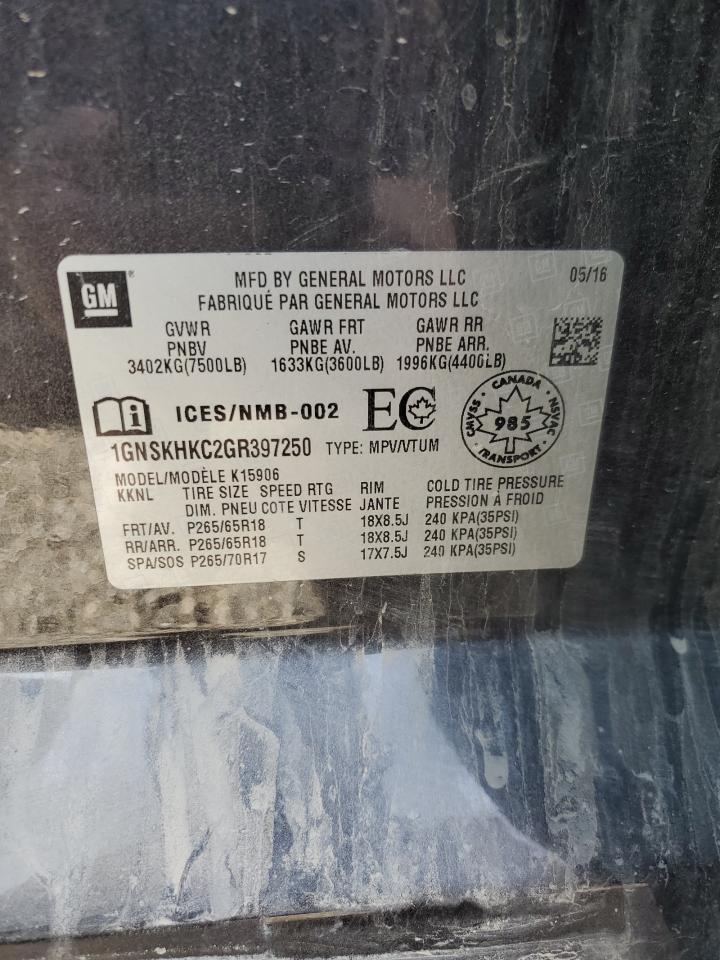 GM
MFD BY GENERAL MOTORS LLC 05/16
FABRIQUÉ PAR GENERAL MOTORS LLC
GVWR GAWR FRT GAWR RR
PNBV PNBE AV. PNBE ARR.
3402KG(7500LB) 1633KG(3600LB) 1996KG(4400LB)
ICES/NMB-002 EC
CMVSS · CANADA · NSVAC
985
TRANSPORT
1GNSKHKC2GR397250 TYPE: MPV/VTUM
MODEL/MODÈLE K15906
KKNL TIRE SIZE SPEED RTG RIM COLD TIRE PRESSURE
DIM. PNEU COTE VITESSE JANTE PRESSION À FROID
FRT/AV. P265/65R18 T 18X8.5J 240 KPA(35PSI)
RR/ARR. P265/65R18 T 18X8.5J 240 KPA(35PSI)
SPA/SOS P265/70R17 S 17X7.5J 240 KPA(35PSI)